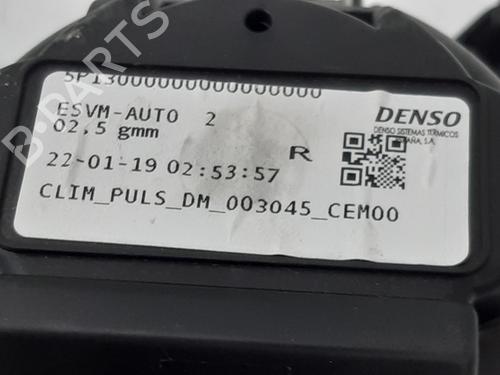 5P13000000000000000000
ESVM-AUTO 2
02,5 gmm
DENSO
DENSO SISTEMAS TÉRMICOS
ESPAÑA, S.A.
R
22-01-19 02:53:57
CLIM_PULS_DM_003045_CEM00
B-PARTS